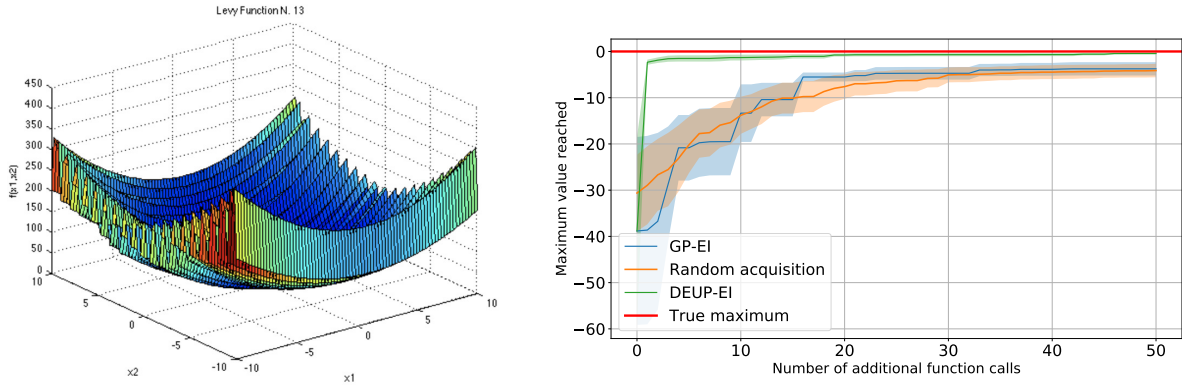 Levy Function N. 13
450
400
350
300
250
200
150
100
50
0
f(x1,x2)
10
5
0
-5
-10
x2
-10
-5
0
5
10
x1
0
−10
−20
−30
−40
−50
−60
Maximum value reached
GP-EI
Random acquisition
DEUP-EI
True maximum
0 10 20 30 40 50
Number of additional function calls